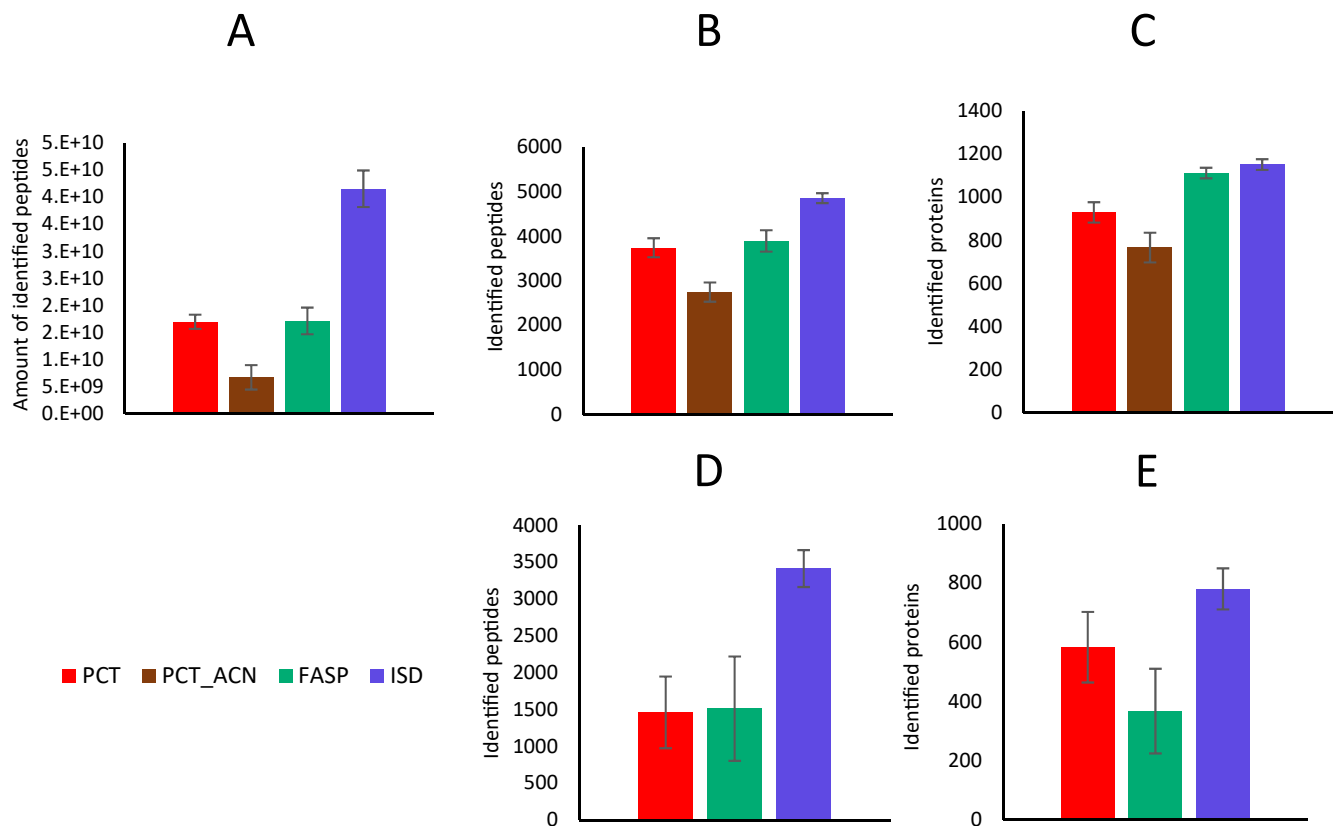 A
B
C
Amount of identified peptides
5.E+10
5.E+10
4.E+10
4.E+10
3.E+10
3.E+10
2.E+10
2.E+10
1.E+10
5.E+09
0.E+00
Identified peptides
6000
5000
4000
3000
2000
1000
0
Identified proteins
1400
1200
1000
800
600
400
200
0
D
E
Identified peptides
4000
3500
3000
2500
2000
1500
1000
500
0
Identified proteins
1000
800
600
400
200
0
PCT PCT_ACN FASP ISD